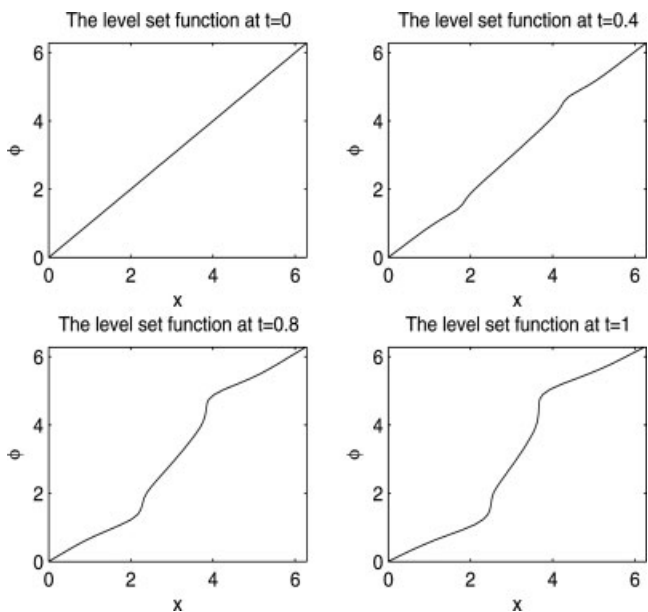 The level set function at t=0
6
4
ϕ
2
0
0 2 4 6
x
The level set function at t=0.4
6
4
ϕ
2
0
0 2 4 6
x
The level set function at t=0.8
6
4
ϕ
2
0
0 2 4 6
x
The level set function at t=1
6
4
ϕ
2
0
0 2 4 6
x